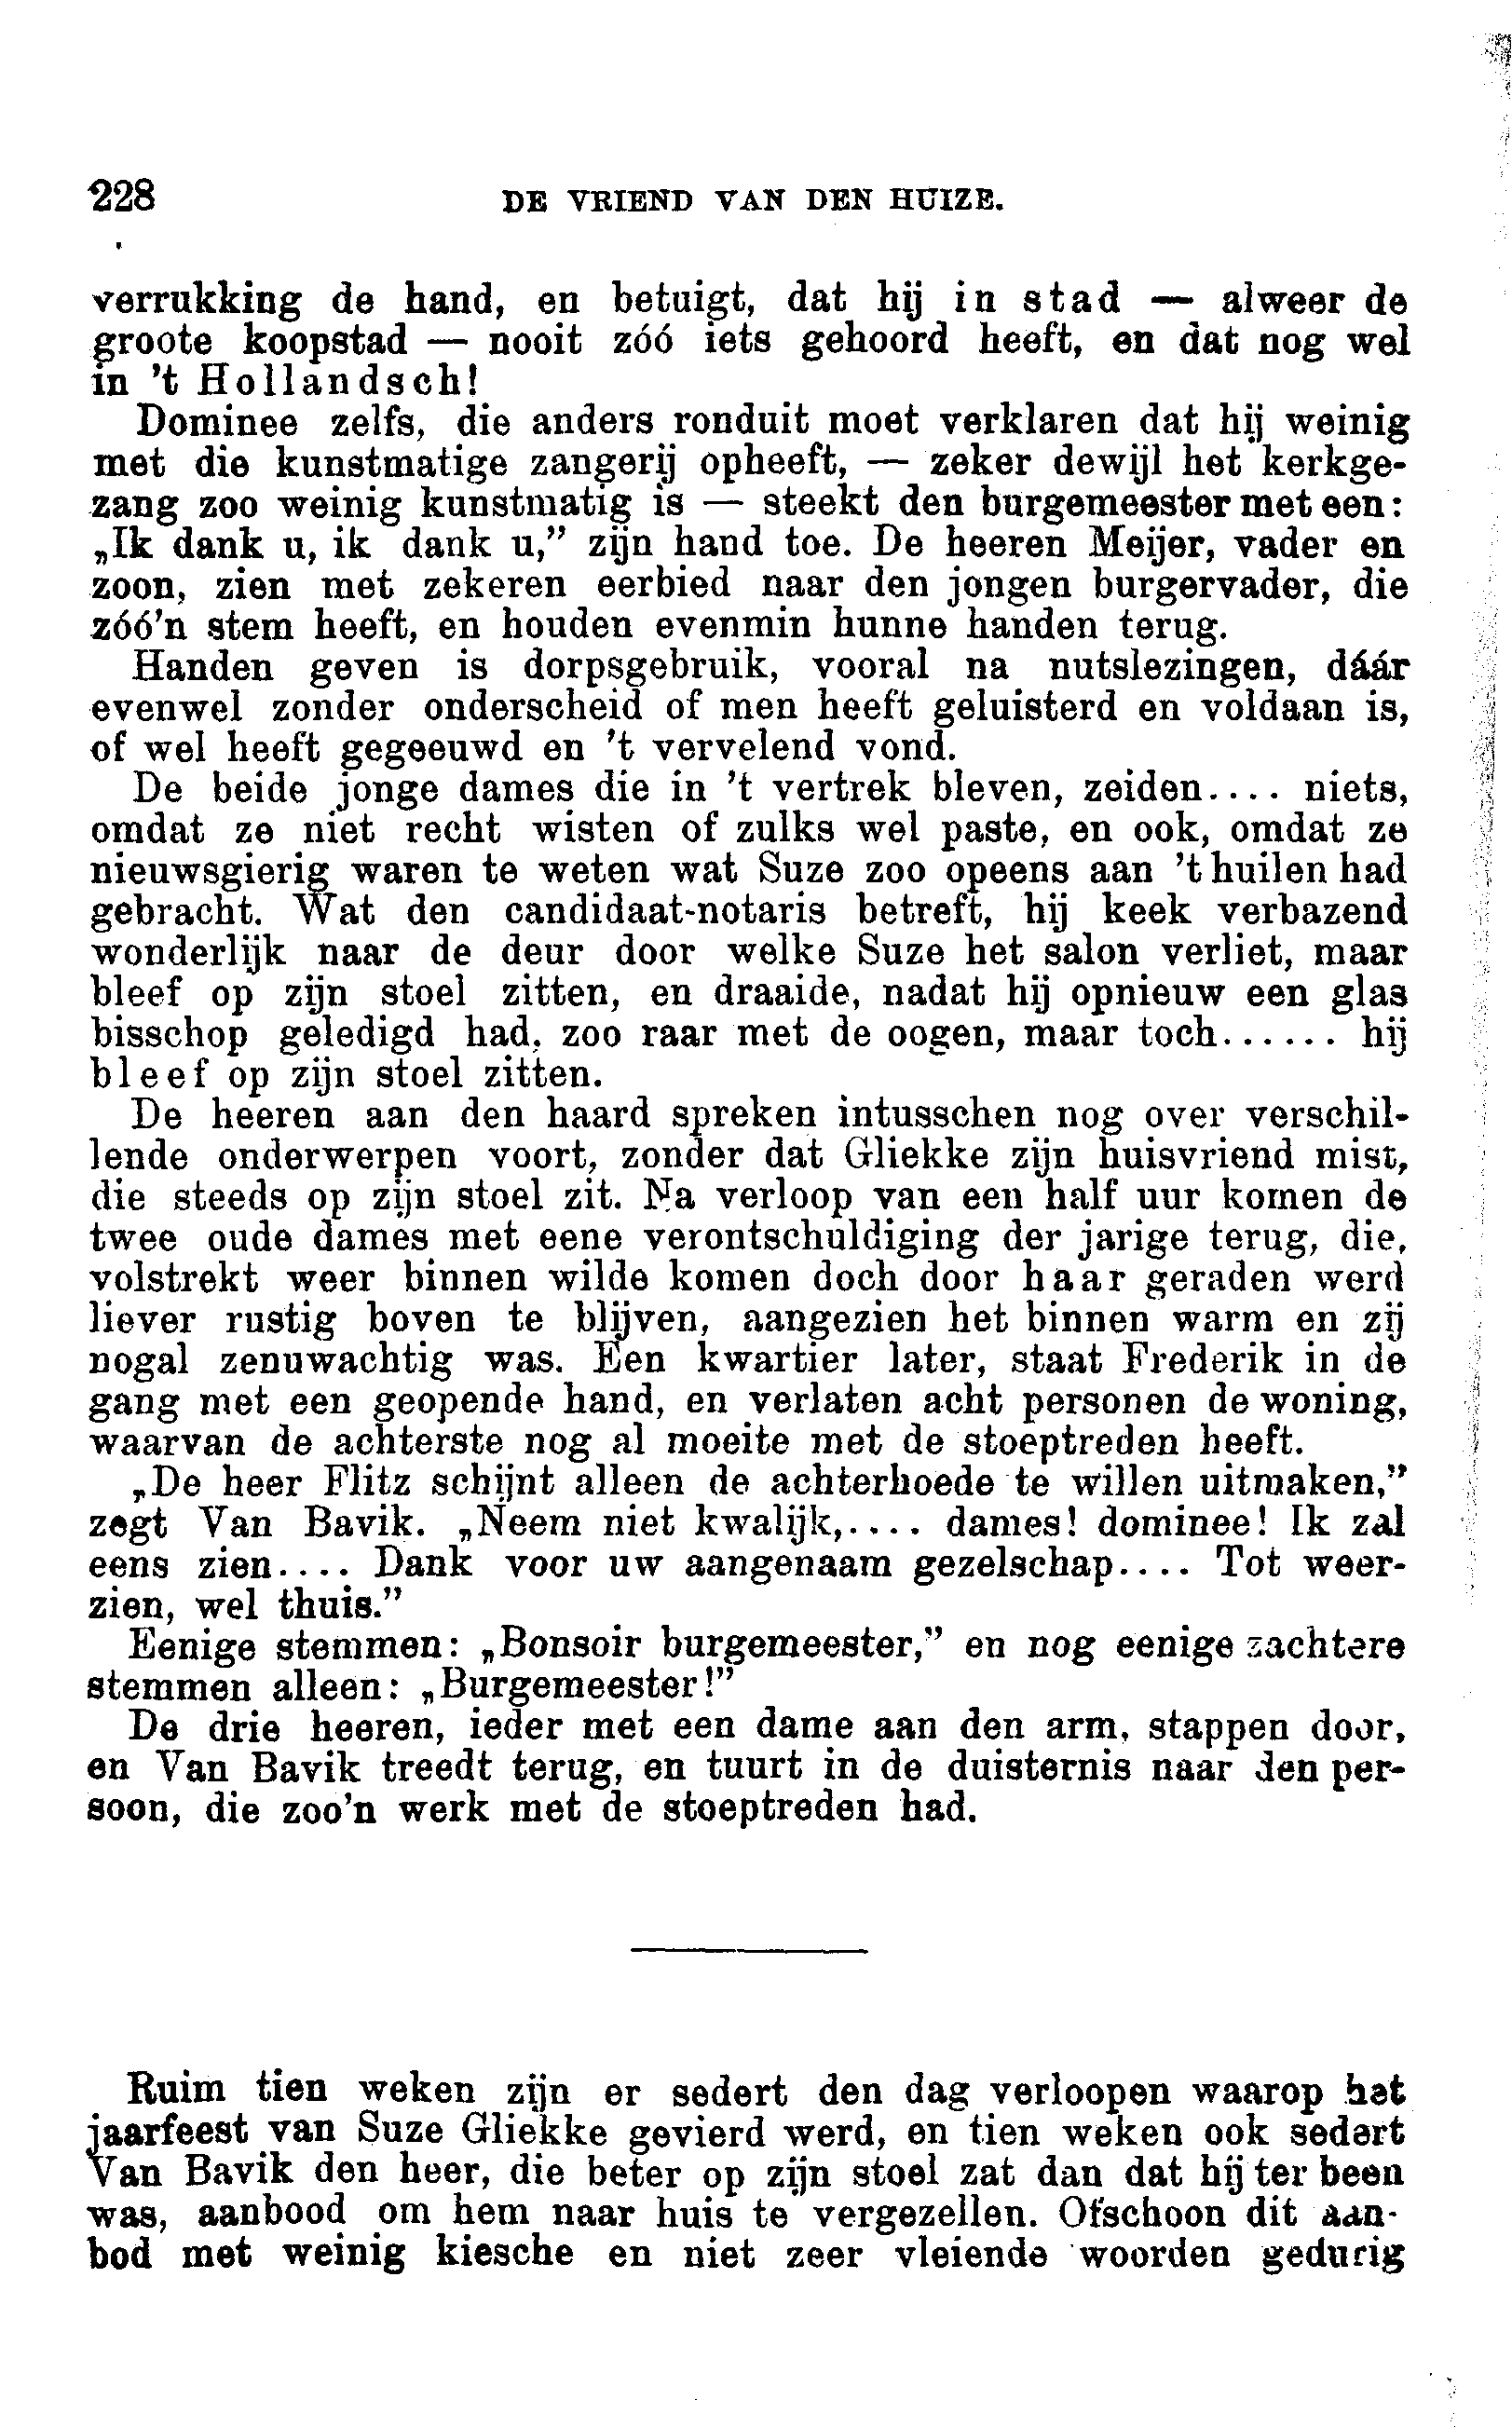 228 DE VRIEND VAN DEN HUIZE.
verrukking de hand, en betuigt, dat hij in stad — alweer de
groote koopstad — nooit zóó iets gehoord heeft, en dat nog wel
in 't Hollandsch!
Dominee zelfs, die anders ronduit moet verklaren dat hij weinig
met die kunstmatige zangerij opheeft, — zeker dewijl het kerkge-
zang zoo weinig kunstmatig is — steekt den burgemeester met een:
„Ik dank u, ik dank u,” zijn hand toe. De heeren Meijer, vader en
zoon, zien met zekeren eerbied naar den jongen burgervader, die
zóó'n stem heeft, en houden evenmin hunne handen terug.
Handen geven is dorpsgebruik, vooral na nutslezingen, dáár
evenwel zonder onderscheid of men heeft geluisterd en voldaan is,
of wel heeft gegeeuwd en 't vervelend vond.
De beide jonge dames die in 't vertrek bleven, zeiden.... niets,
omdat ze niet recht wisten of zulks wel paste, en ook, omdat ze
nieuwsgierig waren te weten wat Suze zoo opeens aan 't huilen had
gebracht. Wat den candidaat-notaris betreft, hij keek verbazend
wonderlijk naar de deur door welke Suze het salon verliet, maar
bleef op zijn stoel zitten, en draaide, nadat hij opnieuw een glas
bisschop geledigd had, zoo raar met de oogen, maar toch...... hij
bleef op zijn stoel zitten.
De heeren aan den haard spreken intusschen nog over verschil-
lende onderwerpen voort, zonder dat Gliekke zijn huisvriend mist,
die steeds op zijn stoel zit. Na verloop van een half uur komen de
twee oude dames met eene verontschuldiging der jarige terug, die,
volstrekt weer binnen wilde komen doch door haar geraden werd
liever rustig boven te blijven, aangezien het binnen warm en zij
nogal zenuwachtig was. Een kwartier later, staat Frederik in de
gang met een geopende hand, en verlaten acht personen de woning,
waarvan de achterste nog al moeite met de stoeptreden heeft.
„De heer Flitz schijnt alleen de achterhoede te willen uitmaken,”
zegt Van Bavik. „Neem niet kwalijk,.... dames! dominee! Ik zal
eens zien.... Dank voor uw aangenaam gezelschap.... Tot weer-
zien, wel thuis.”
Eenige stemmen: „Bonsoir burgemeester,” en nog eenige zachtere
stemmen alleen: „Burgemeester!”
De drie heeren, ieder met een dame aan den arm, stappen door,
en Van Bavik treedt terug, en tuurt in de duisternis naar den per-
soon, die zoo'n werk met de stoeptreden had.
Ruim tien weken zijn er sedert den dag verloopen waarop het
jaarfeest van Suze Gliekke gevierd werd, en tien weken ook sedert
Van Bavik den heer, die beter op zijn stoel zat dan dat hij ter been
was, aanbood om hem naar huis te vergezellen. Ofschoon dit aan-
bod met weinig kiesche en niet zeer vleiende woorden gedurig